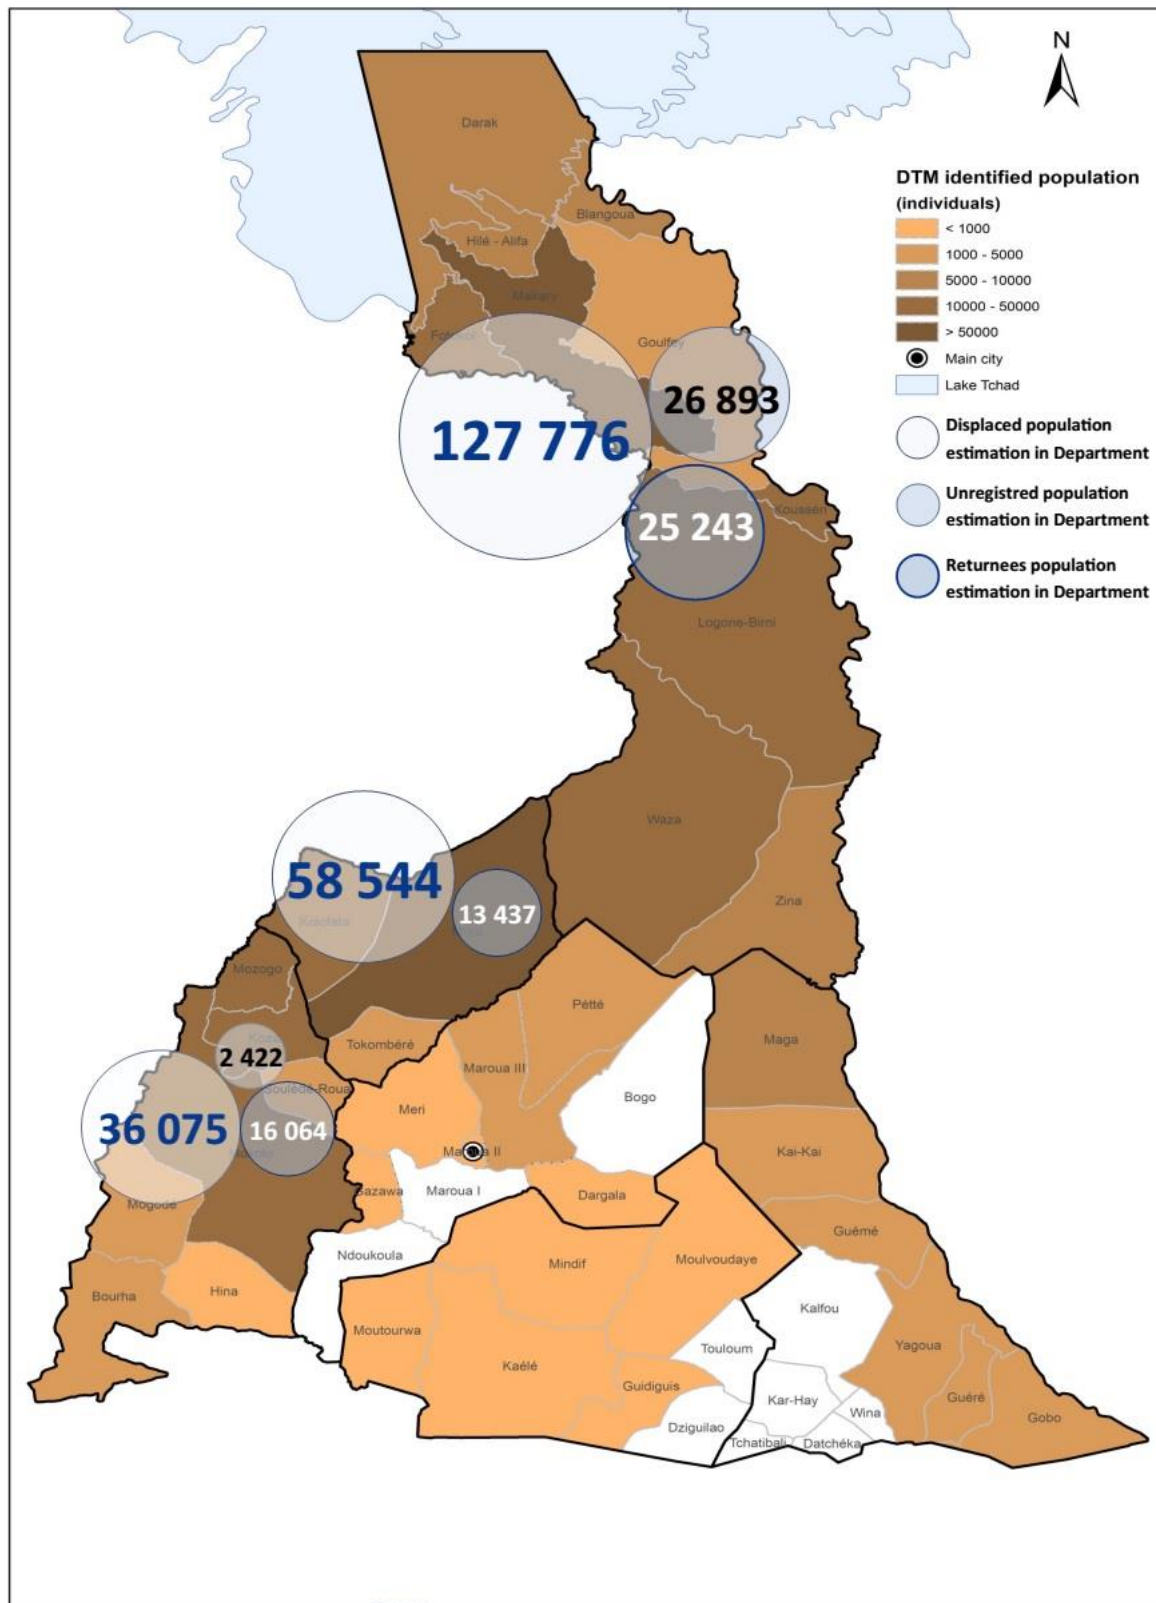 N
Darak
Blangoua
Hilé - Alifa
Makary
Goulfey
DTM identified population
(individuals)
< 1000
1000 - 5000
5000 - 10000
10000 - 50000
> 50000
Main city
Lake Tchad
Displaced population
estimation in Department
Unregistred population
estimation in Department
Returnees population
estimation in Department
26 893
127 776
25 243
Logone-Birni
Waza
58 544
13 437
Zina
Mozogo
Pétté
Tokombéré
Maga
2 422
Maroua III
Soulédé-Roua
Bogo
Meri
36 075
16 064
Kai-Kai
Maroua II
Maroua I
Dargala
Mogodé
Guémé
Ndoukoula
Mindif
Moulvoudaye
Bourha
Hina
Kalfou
Moutourwa
Touloum
Yagoua
Kaélé
Guidiguis
Kar-Hay
Guéré
Wina
Gobo
Dziguilao
Tchatibali
Datchéka